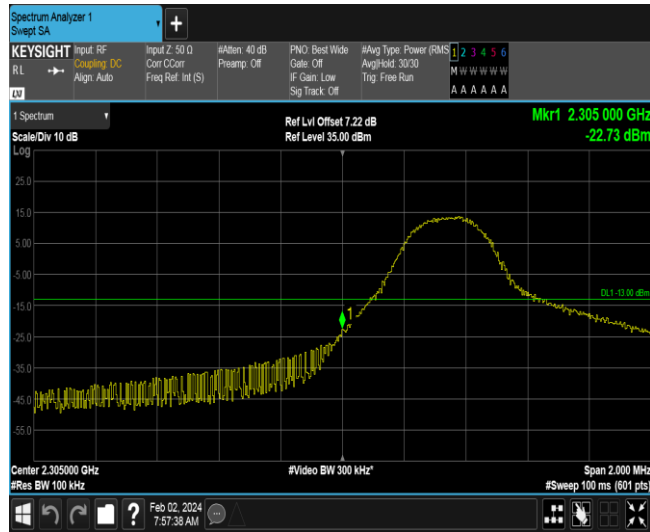 Spectrum Analyzer 1
Swept SA
+
KEYSIGHT
RL
LXI
Input: RF
Coupling: DC
Align: Auto
Input Z: 50 Ω
Corr CCorr
Freq Ref: Int (S)
#Atten: 40 dB
Preamp: Off
PNO: Best Wide
Gate: Off
IF Gain: Low
Sig Track: Off
#Avg Type: Power (RMS
Avg|Hold: 30/30
Trig: Free Run
1 2 3 4 5 6
M W W W W W
A A A A A A
1 Spectrum
Scale/Div 10 dB
Ref Lvl Offset 7.22 dB
Ref Level 35.00 dBm
Mkr1 2.305 000 GHz
-22.73 dBm
Log
25.0
15.0
5.00
-5.00
DL1 -13.00 dBm
-15.0
1
-25.0
-35.0
-45.0
-55.0
Center 2.305000 GHz
#Video BW 300 kHz*
Span 2.000 MHz
#Res BW 100 kHz
#Sweep 100 ms (601 pts)
?
Feb 02, 2024
7:57:38 AM